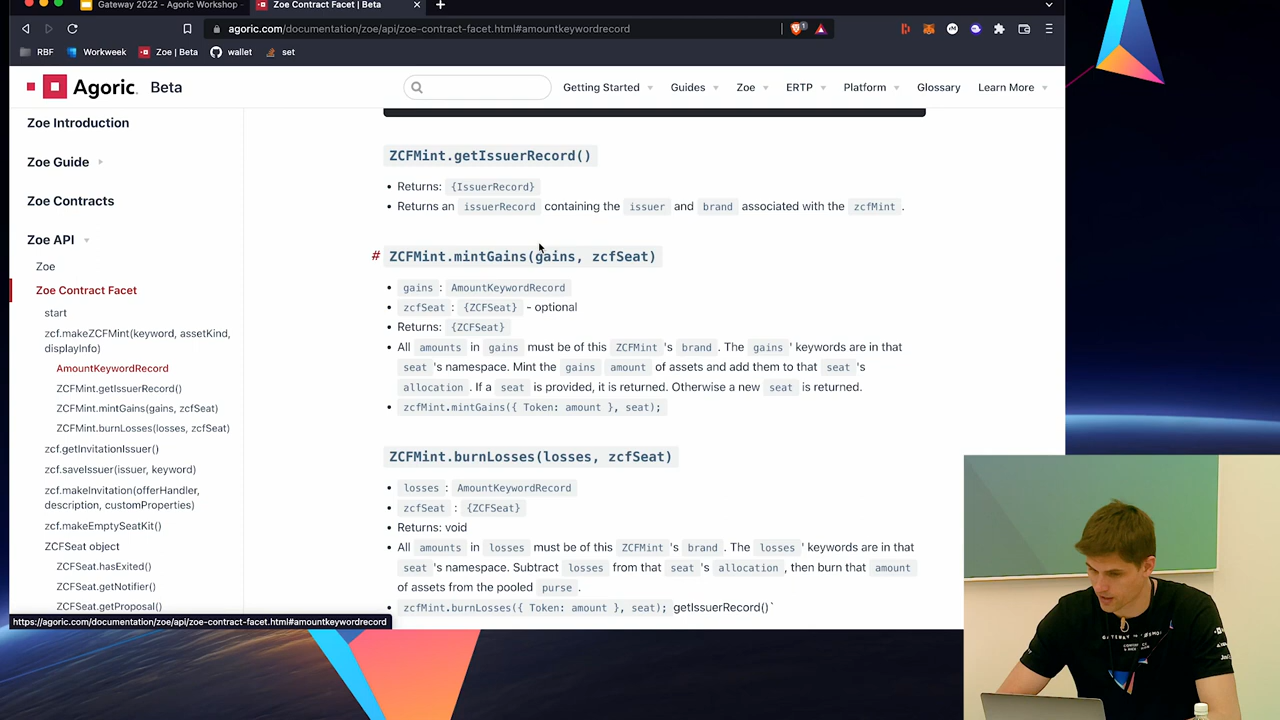 Gateway 2022 - Agoric Workshop
Zoe Contract Facet | (Beta)
agoric.com/documentation/zoe/api/zoe-contract-facet.html#amountkeywordrecord
RBF
Workweek
Zoe | Beta
wallet
set
Agoric
Beta
Getting Started
Guides
Zoe
ERTP
Platform
Glossary
Learn More
Zoe Introduction
Zoe Guide
Zoe Contracts
Zoe API
Zoe
Zoe Contract Facet
start
zcf.makeZCFMint(keyword, assetKind,
displayInfo)
AmountKeywordRecord
ZCFMint.getIssuerRecord()
ZCFMint.mintGains(gains, zcfSeat)
ZCFMint.burnLosses(losses, zcfSeat)
zcf.getInvitationIssuer()
zcf.saveIssuer(issuer, keyword)
zcf.makeInvitation(offerHandler,
description, customProperties)
zcf.makeEmptySeatKit()
ZCFSeat object
ZCFSeat.hasExited()
ZCFSeat.getNotifier()
ZCFSeat.getProposal()
https://agoric.com/documentation/zoe/api/zoe-contract-facet.html#amountkeywordrecord
ZCFMint.getIssuerRecord()
• Returns: {IssuerRecord}
• Returns an issuerRecord containing the issuer and brand associated with the zcfMint .
# ZCFMint.mintGains(gains, zcfSeat)
• gains : AmountKeywordRecord
• zcfSeat : {ZCFSeat} - optional
• Returns: {ZCFSeat}
• All amounts in gains must be of this ZCFMint 's brand . The gains ' keywords are in that
seat 's namespace. Mint the gains amount of assets and add them to that seat 's
allocation . If a seat is provided, it is returned. Otherwise a new seat is returned.
• zcfMint.mintGains({ Token: amount }, seat);
ZCFMint.burnLosses(losses, zcfSeat)
• losses : AmountKeywordRecord
• zcfSeat : {ZCFSeat}
• Returns: void
• All amounts in losses must be of this ZCFMint 's brand . The losses ' keywords are in that
seat 's namespace. Subtract losses from that seat 's allocation , then burn that amount
of assets from the pooled purse .
• zcfMint.burnLosses({ Token: amount }, seat); getIssuerRecord()`